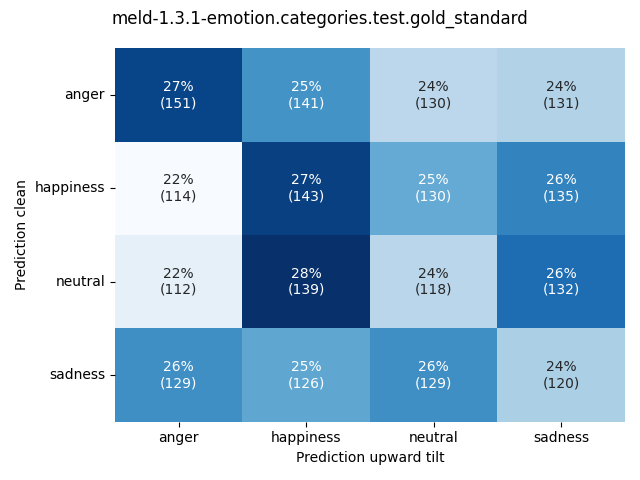 meld-1.3.1-emotion.categories.test.gold_standard
Prediction clean
anger
27% 25% 24% 24%
(151) (141) (130) (131)
happiness
22% 27% 25% 26%
(114) (143) (130) (135)
neutral
22% 28% 24% 26%
(112) (139) (118) (132)
sadness
26% 25% 26% 24%
(129) (126) (129) (120)
anger happiness neutral sadness
Prediction upward tilt